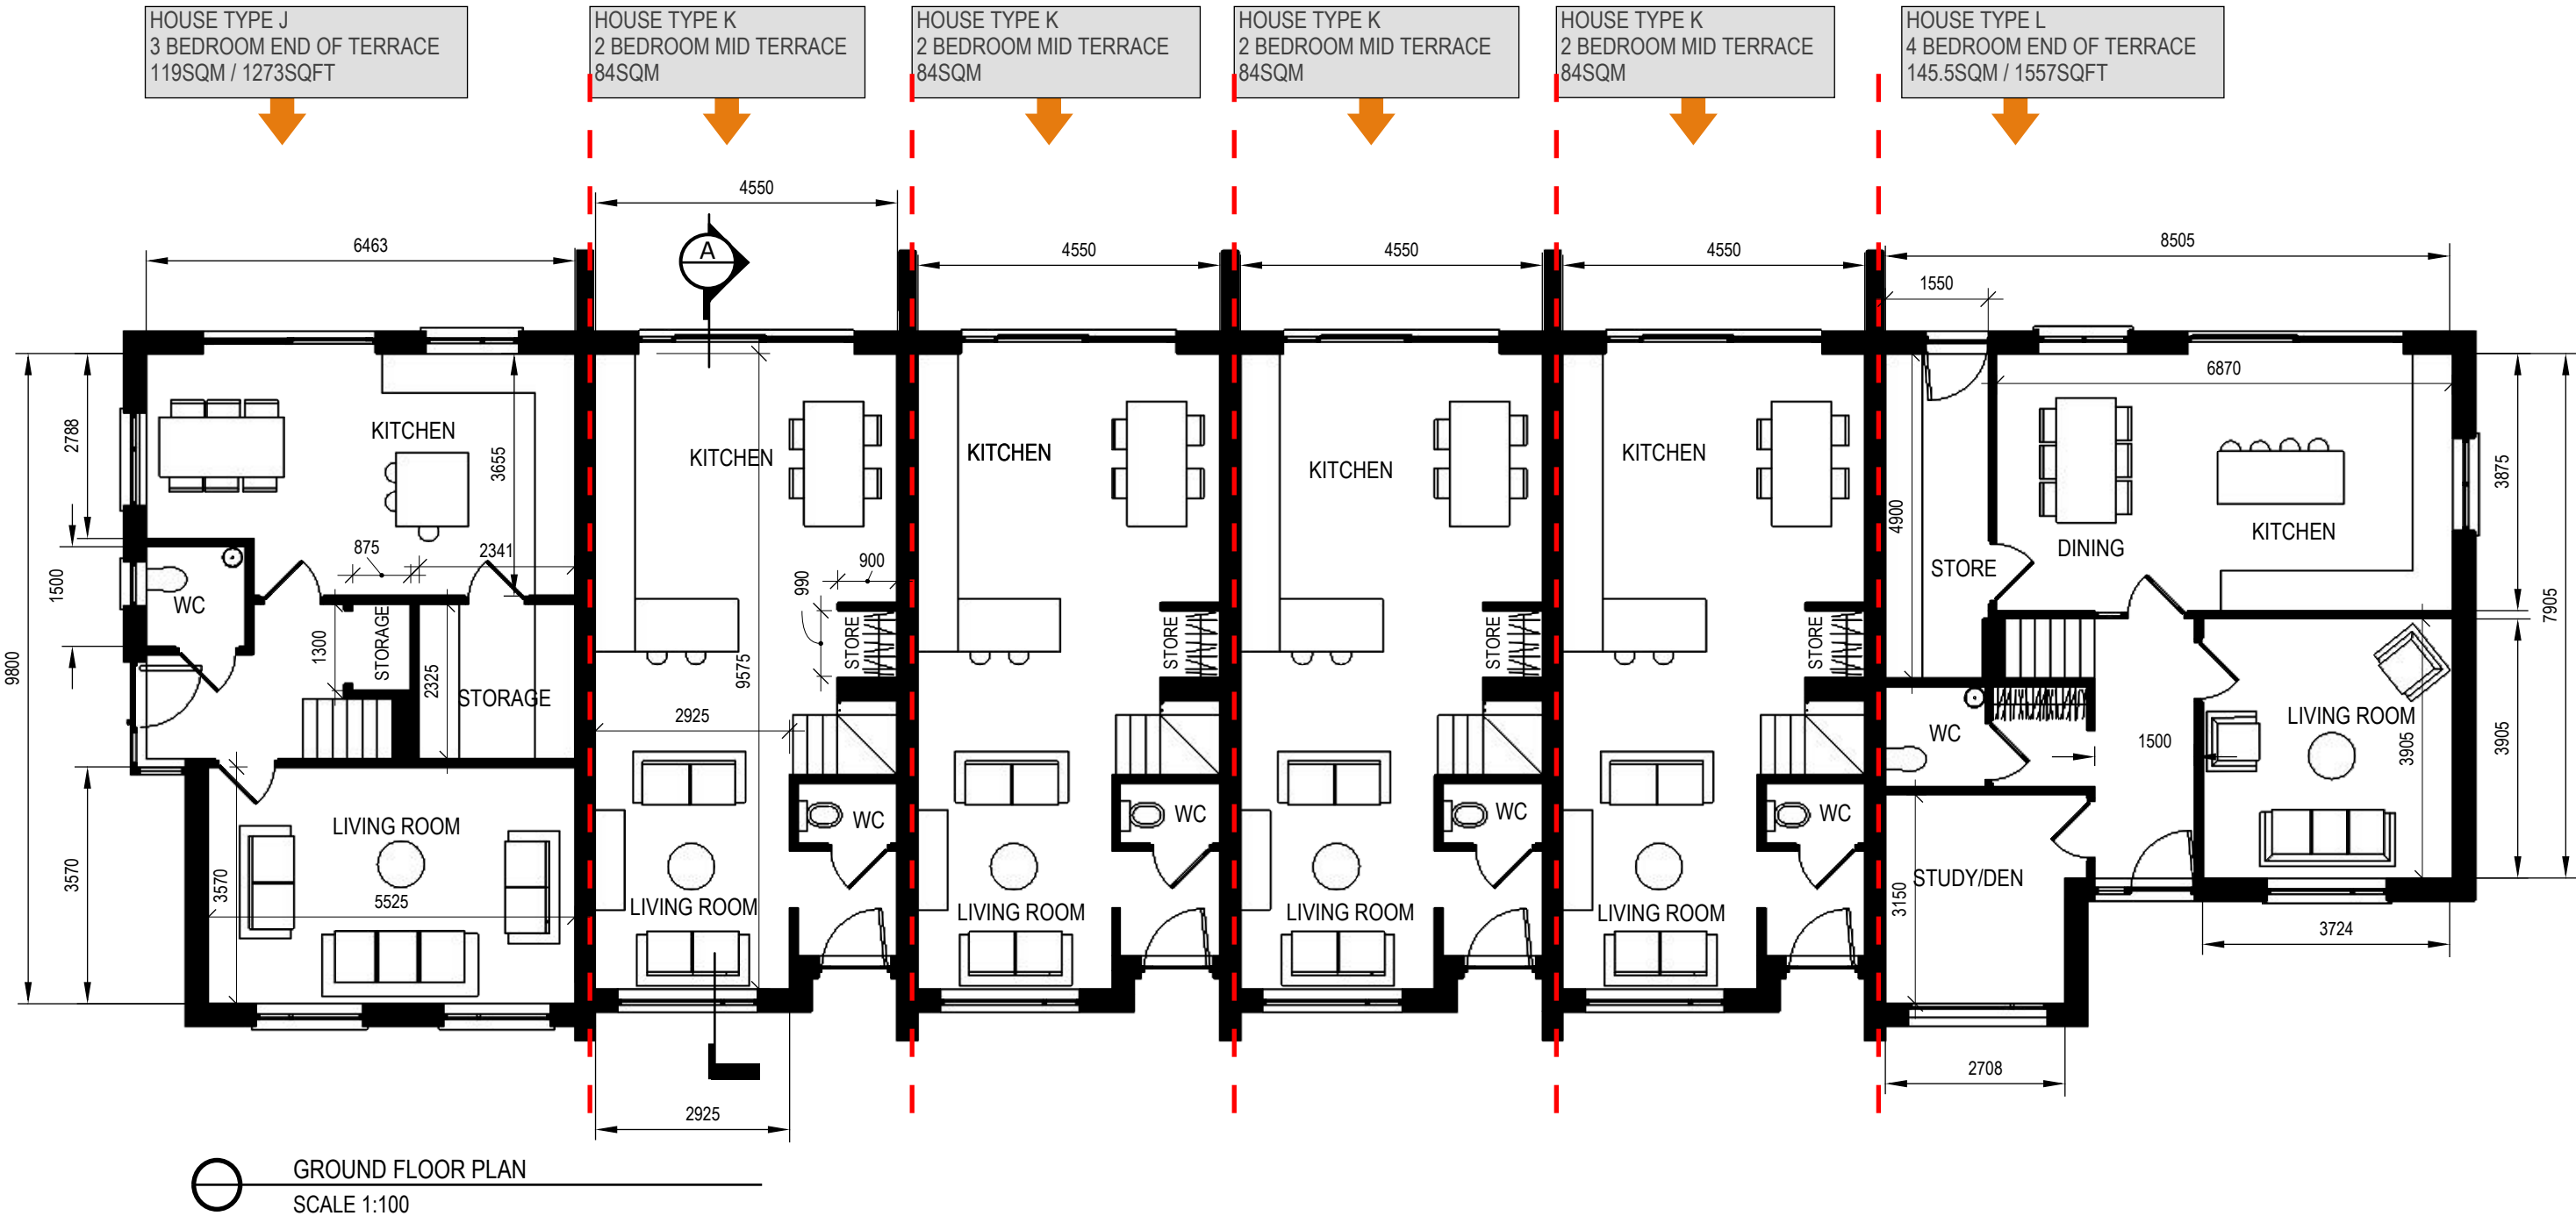 HOUSE TYPE J
3 BEDROOM END OF TERRACE
119SQM / 1273SQFT
HOUSE TYPE K
2 BEDROOM MID TERRACE
84SQM
HOUSE TYPE K
2 BEDROOM MID TERRACE
84SQM
HOUSE TYPE K
2 BEDROOM MID TERRACE
84SQM
HOUSE TYPE K
2 BEDROOM MID TERRACE
84SQM
HOUSE TYPE L
4 BEDROOM END OF TERRACE
145.5SQM / 1557SQFT
4550
6463
A
4550
4550
4550
8505
1550
6870
2788
KITCHEN
3655
KITCHEN
KITCHEN
KITCHEN
KITCHEN
3875
4900
KITCHEN
DINING
875
2341
900
990
1500
WC
STORE
7905
9800
1300
STORAGE
2325
STORAGE
9575
STORE
STORE
STORE
STORE
2925
LIVING ROOM
WC
1500
3905
3905
LIVING ROOM
WC
WC
WC
WC
3570
3570
5525
LIVING ROOM
LIVING ROOM
LIVING ROOM
LIVING ROOM
STUDY/DEN
3150
3724
2708
2925
GROUND FLOOR PLAN
SCALE 1:100